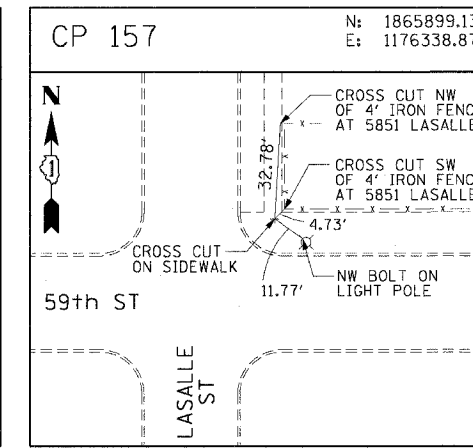 CP 157
N: 1865899.13
E: 1176338.87
N
1
CROSS CUT NW
OF 4' IRON FENC
AT 5851 LASALLE
32.78'
CROSS CUT SW
OF 4' IRON FENC
AT 5851 LASALLE
4.73'
CROSS CUT
ON SIDEWALK
NW BOLT ON
LIGHT POLE
11.77'
59th ST
LASALLE
ST